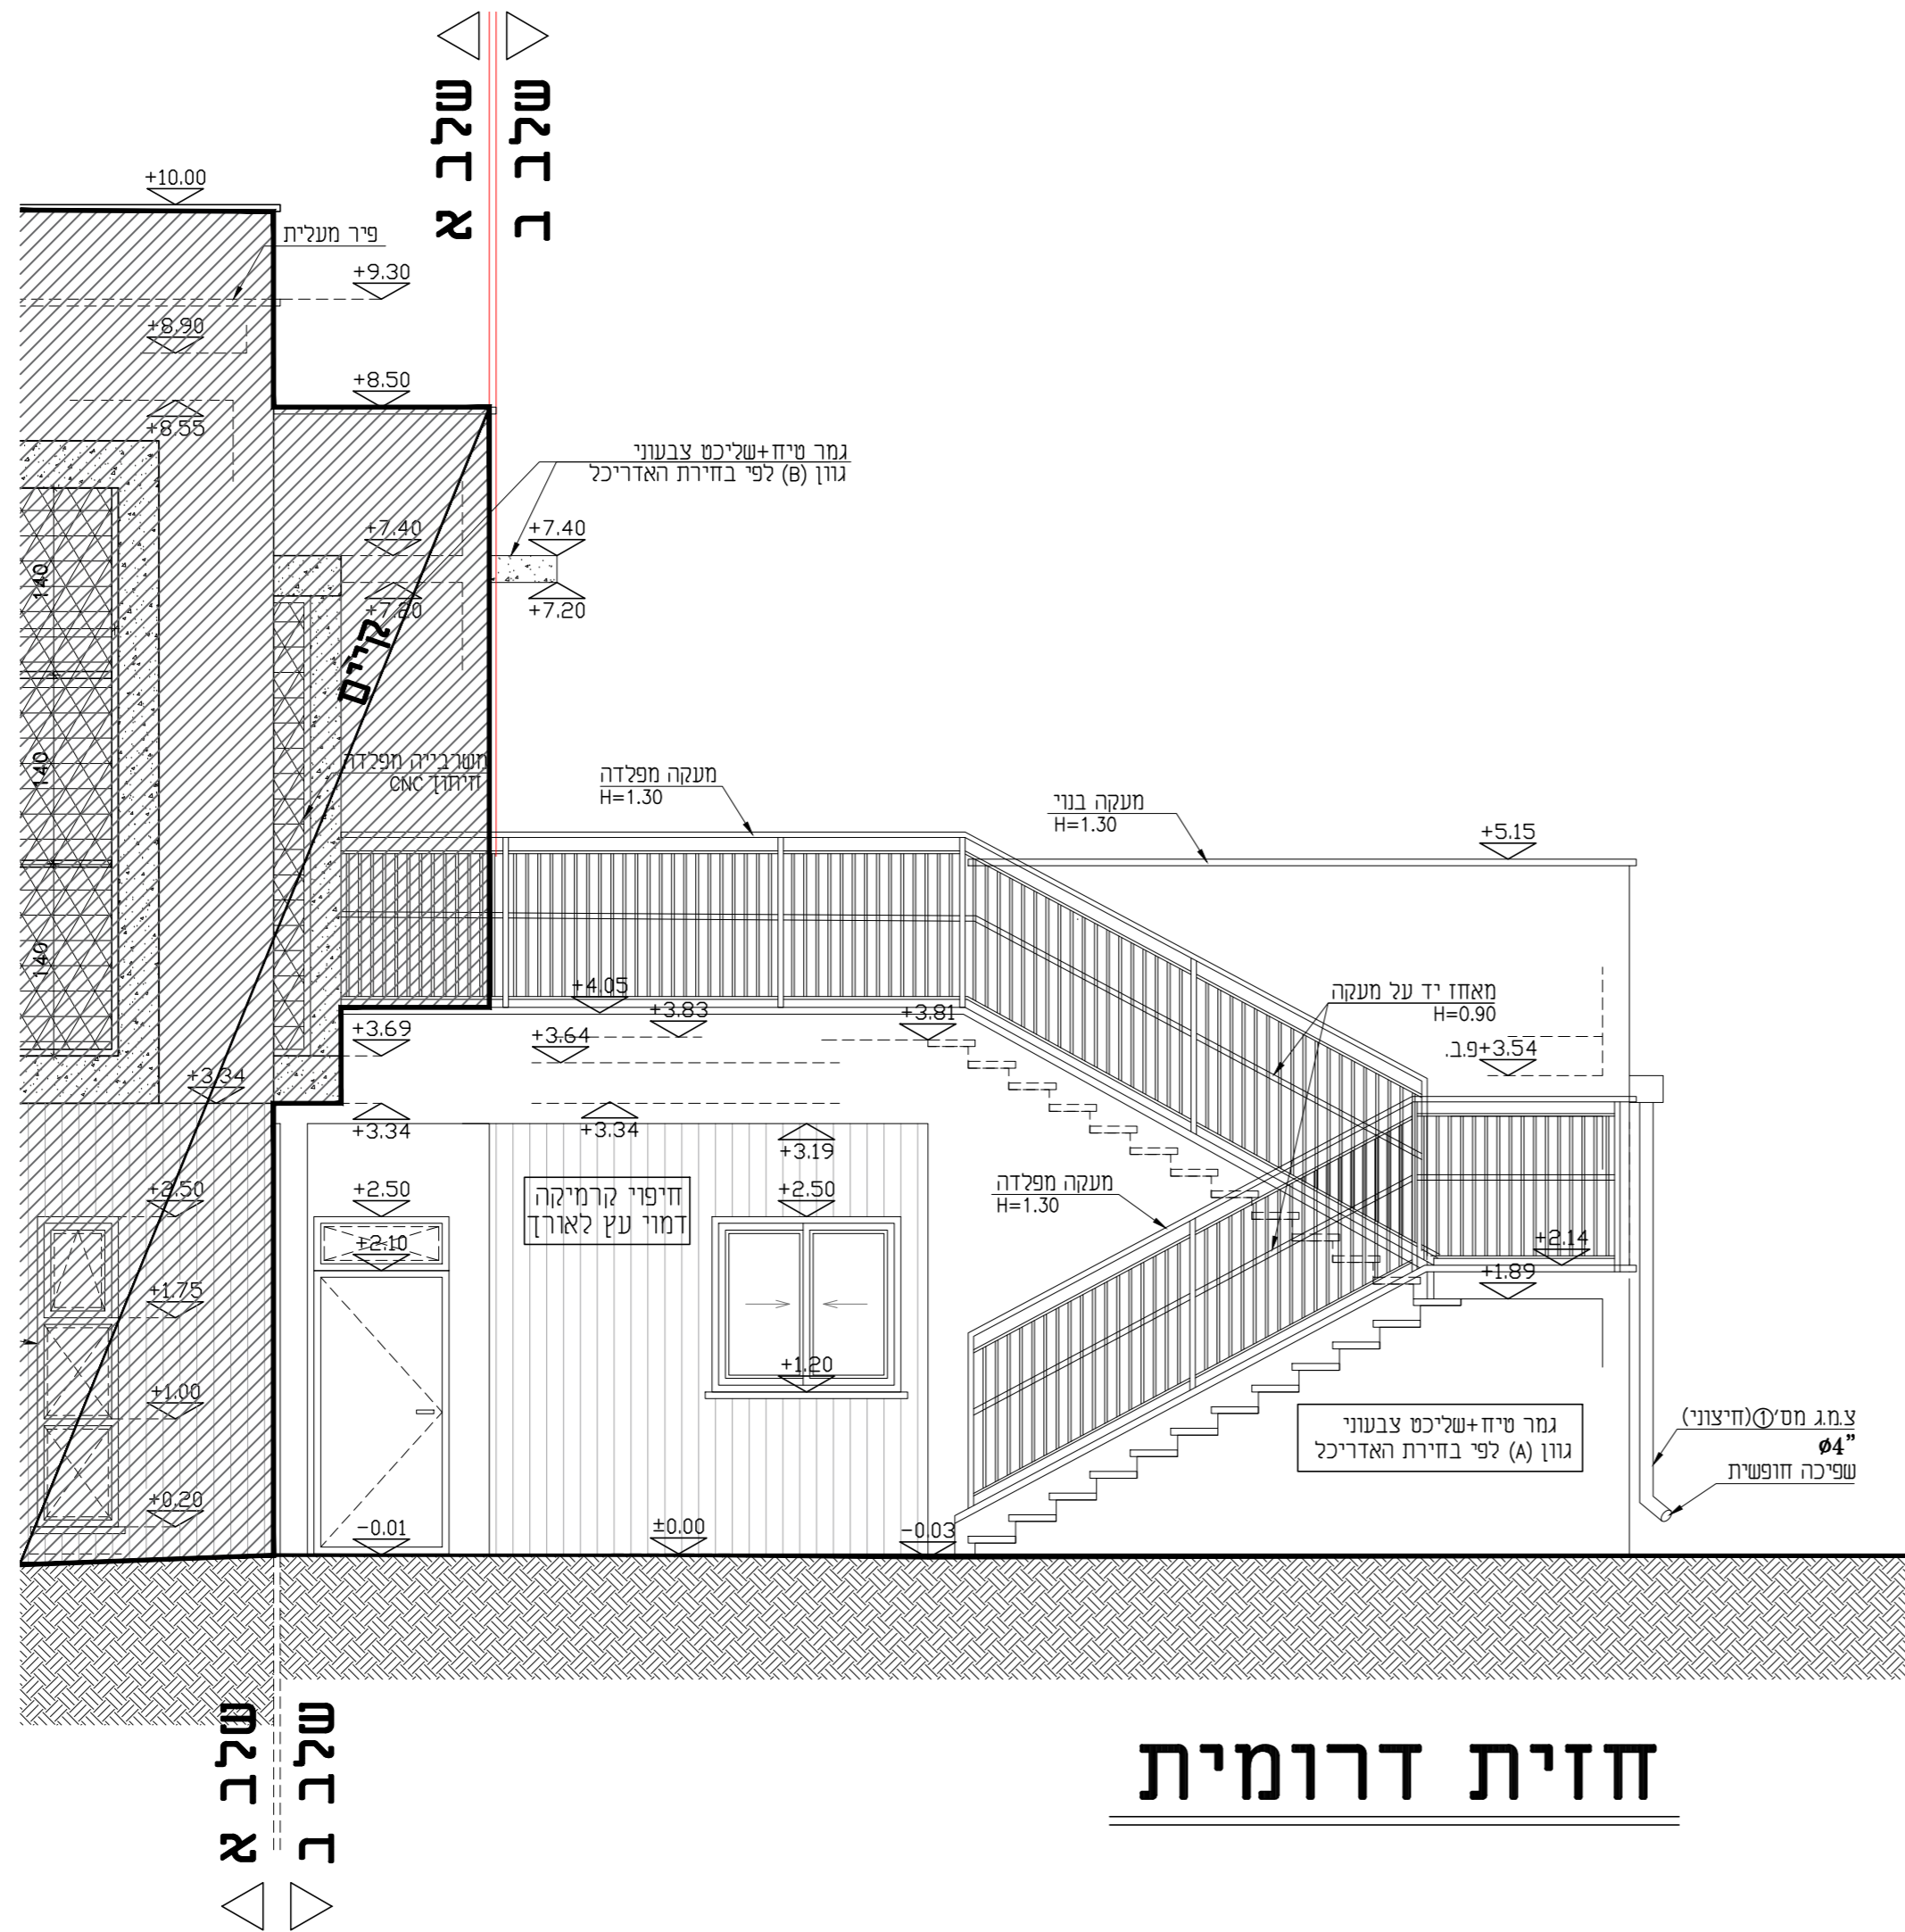 שלב א
שלב ב
+10.00
פיר מעלית
+9.30
+8.90
+8.50
+8.55
גמר טיח+שליכט צבעוני
גוון (B) לפי בחירת האדריכל
+7.40
+7.40
+7.20
+7.20
140
140
140
קיים
משרבייה מפלדה
חיתוך CNC
מעקה מפלדה
H=1.30
מעקה בנוי
H=1.30
+5.15
מאחז יד על מעקה
H=0.90
+4.05
+3.83
+3.81
+3.69
+3.64
פ.ב.+3.54
+3.34
+3.34
+3.34
+3.19
מעקה מפלדה
H=1.30
חיפוי קרמיקה
דמוי עץ לאורך
+2.50
+2.50
+2.50
+2.10
+2.14
+1.89
+1.75
+1.20
+1.00
גמר טיח+שליכט צבעוני
גוון (A) לפי בחירת האדריכל
צ.מ.ג מס'①(חיצוני)
ø4"
שפיכה חופשית
+0.20
-0.01
±0.00
-0.03
שלב א
שלב ב
חזית דרומית